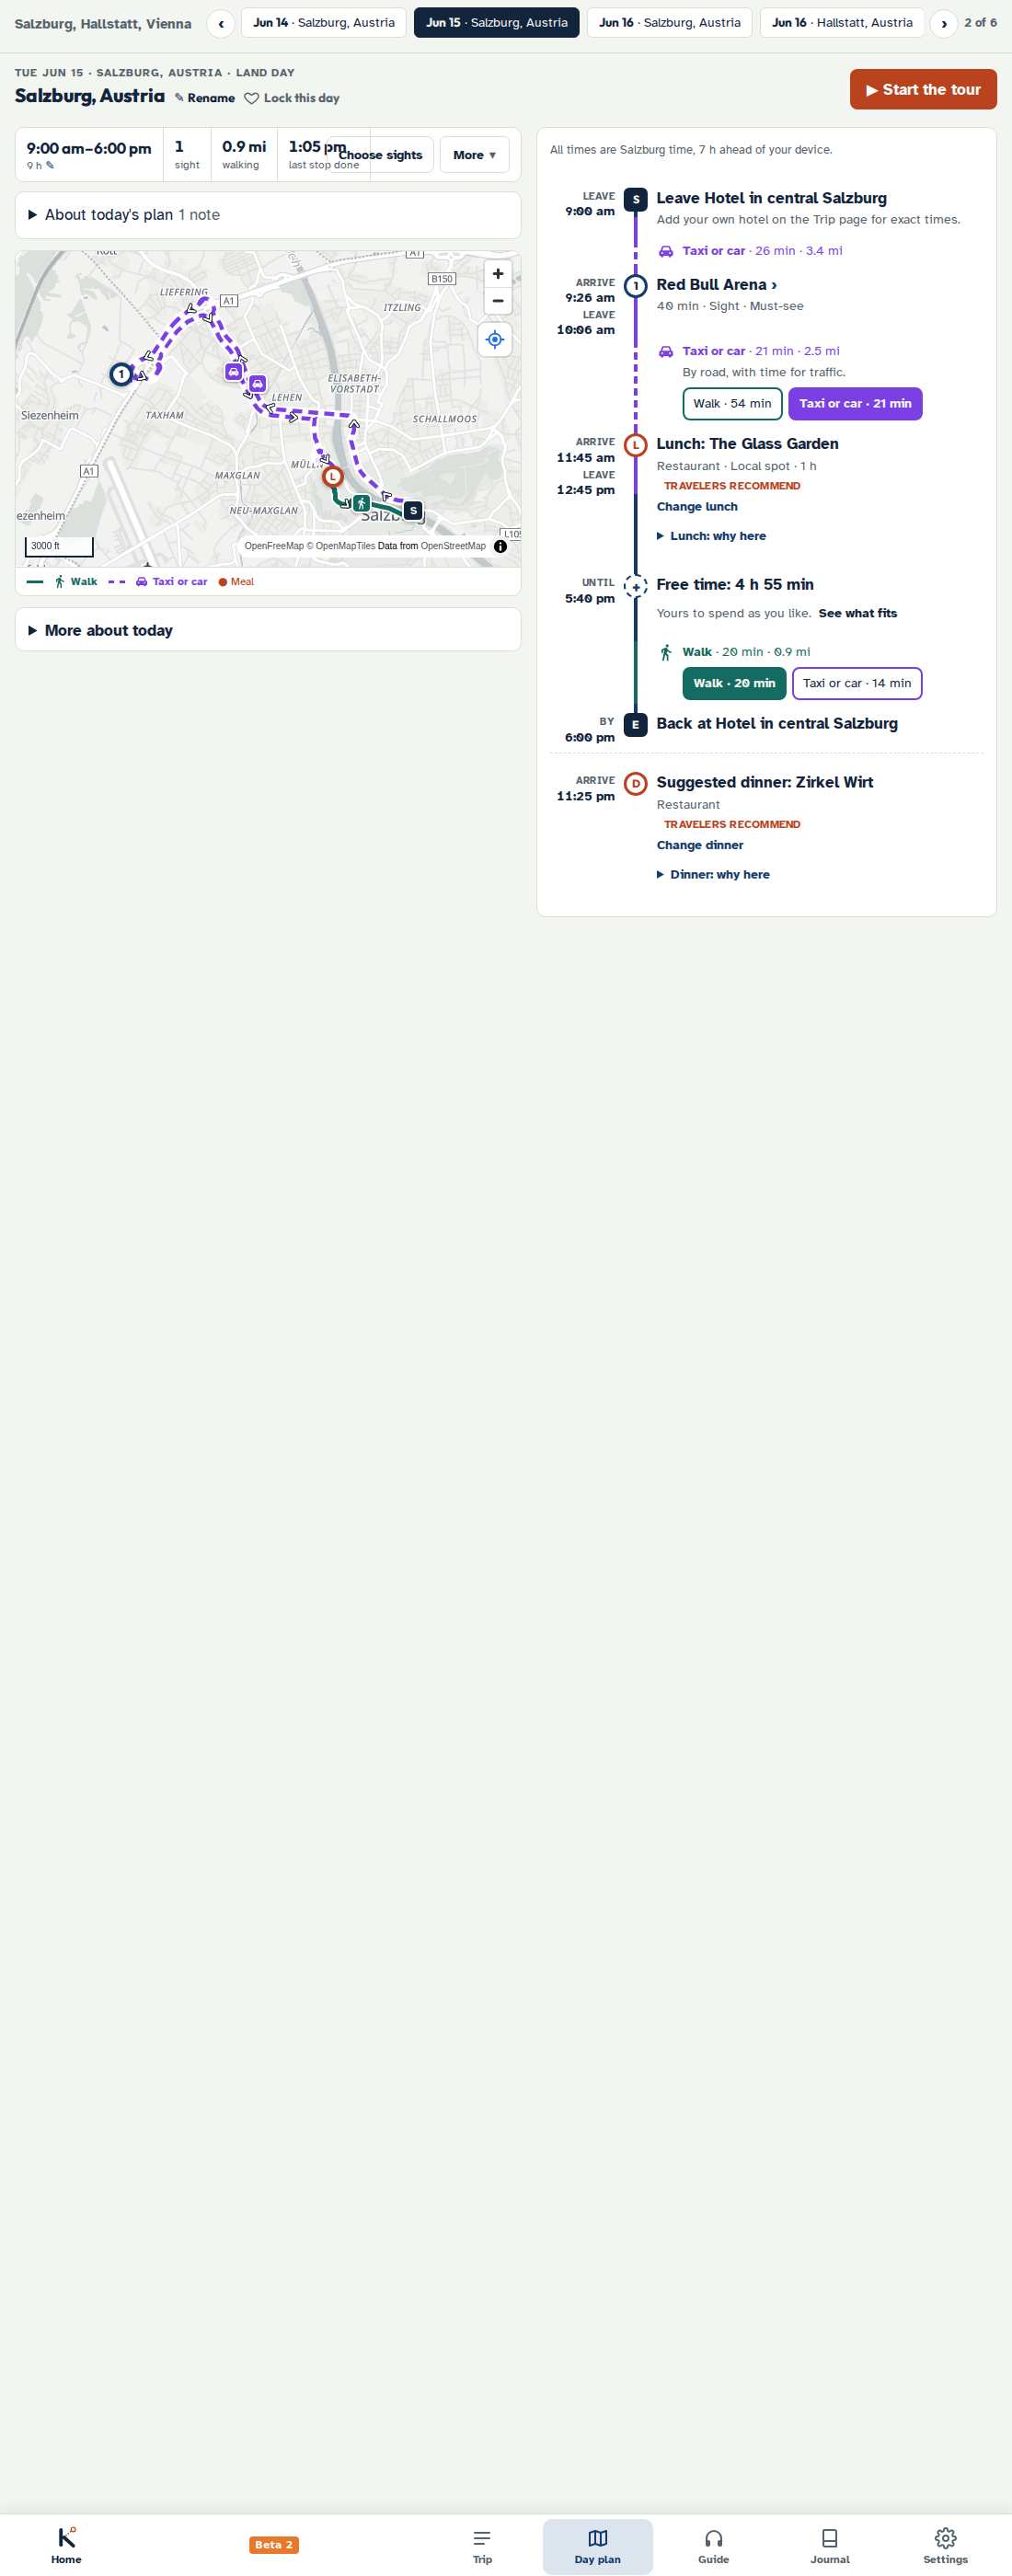 Salzburg, Hallstatt, Vienna
‹
Jun 14 · Salzburg, Austria
Jun 15 · Salzburg, Austria
Jun 16 · Salzburg, Austria
Jun 16 · Hallstatt, Austria
›
2 of 6
TUE JUN 15 · SALZBURG, AUSTRIA · LAND DAY
Salzburg, Austria ✎ Rename ♡ Lock this day
▶ Start the tour
9:00 am–6:00 pm
9 h ✎
1
sight
0.9 mi
walking
1:05 pm
last stop done
Choose sights
More ▾
▶ About today's plan 1 note
LIEFERING
A1
A1
B150
ITZLING
ELISABETH-
VORSTADT
LEHEN
Siezenheim
TAXHAM
SCHALLMOOS
A1
MAXGLAN
NEU-MAXGLAN
ezenheim
1
L
S
+
−
3000 ft
OpenFreeMap © OpenMapTiles Data from OpenStreetMap
Walk
Taxi or car
Meal
▶ More about today
All times are Salzburg time, 7 h ahead of your device.
LEAVE
9:00 am
S
Leave Hotel in central Salzburg
Add your own hotel on the Trip page for exact times.
Taxi or car · 26 min · 3.4 mi
ARRIVE
9:26 am
LEAVE
10:06 am
1
Red Bull Arena ›
40 min · Sight · Must-see
Taxi or car · 21 min · 2.5 mi
By road, with time for traffic.
Walk · 54 min
Taxi or car · 21 min
ARRIVE
11:45 am
LEAVE
12:45 pm
L
Lunch: The Glass Garden
Restaurant · Local spot · 1 h
TRAVELERS RECOMMEND
Change lunch
▶ Lunch: why here
UNTIL
5:40 pm
+
Free time: 4 h 55 min
Yours to spend as you like. See what fits
Walk · 20 min · 0.9 mi
Walk · 20 min
Taxi or car · 14 min
BY
6:00 pm
E
Back at Hotel in central Salzburg
ARRIVE
11:25 pm
D
Suggested dinner: Zirkel Wirt
Restaurant
TRAVELERS RECOMMEND
Change dinner
▶ Dinner: why here
Home
Beta 2
Trip
Day plan
Guide
Journal
Settings